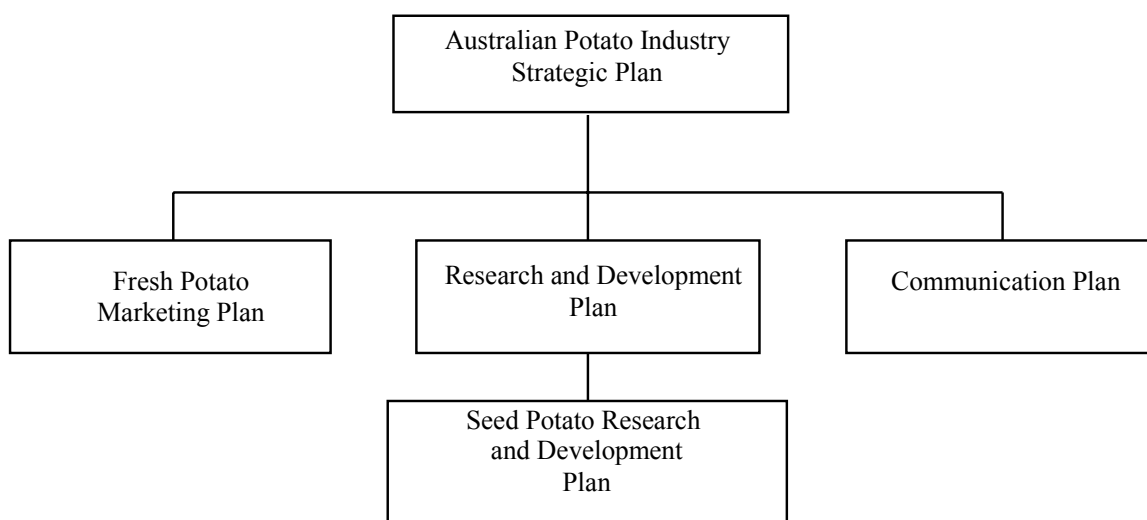 Australian Potato Industry
Strategic Plan
Fresh Potato
Marketing Plan
Research and Development
Plan
Communication Plan
Seed Potato Research
and Development
Plan